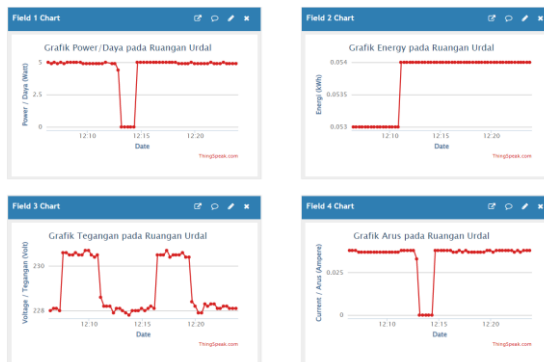 Field 1 Chart
Grafik Power/Daya pada Ruangan Urdal
Power / Daya (Watt)
5
2.5
0
12:10 12:15 12:20
Date
ThingSpeak.com
Field 2 Chart
Grafik Energy pada Ruangan Urdal
Energi (kWh)
0.054
0.0535
0.053
12:10 12:15 12:20
Date
ThingSpeak.com
Field 3 Chart
Grafik Tegangan pada Ruangan Urdal
Voltage / Tegangan (Volt)
230
228
12:10 12:15 12:20
Date
ThingSpeak.com
Field 4 Chart
Grafik Arus pada Ruangan Urdal
Current / Arus (Ampere)
0.025
0
12:10 12:15 12:20
Date
ThingSpeak.com